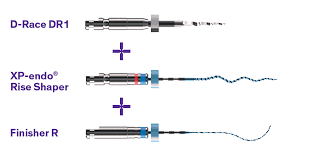 D-Race DR1
XP-endo®
Rise Shaper
Finisher R